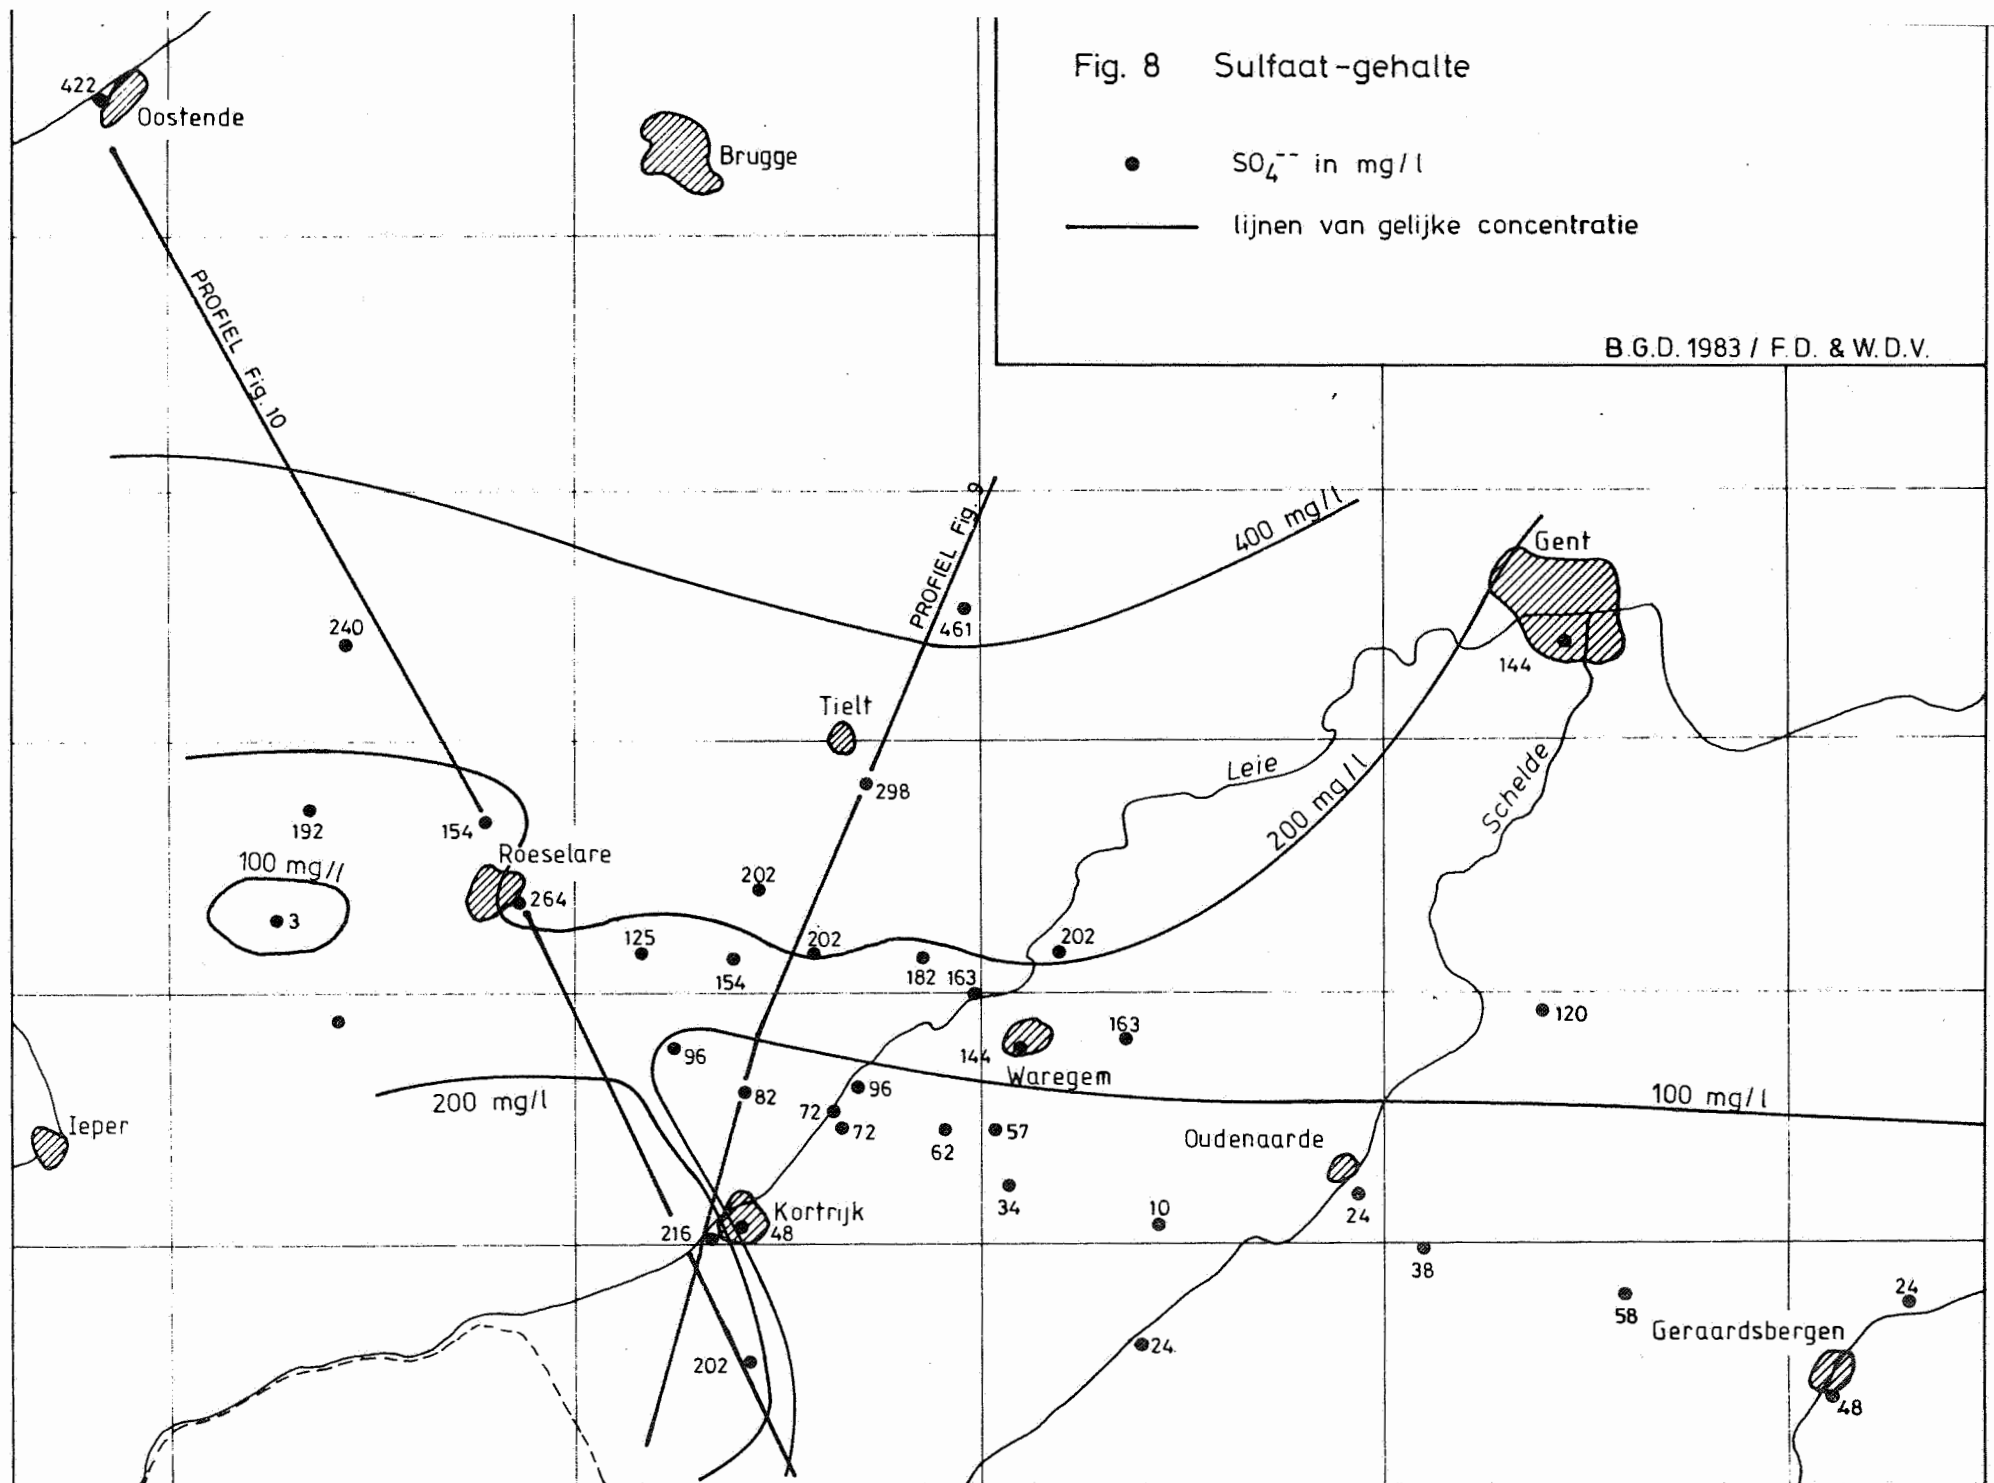 Fig. 8 Sulfaat-gehalte
SO₄⁻⁻ in mg/l
lijnen van gelijke concentratie
B.G.D. 1983 / F.D. & W.D.V.
422
Oostende
Brugge
PROFIEL Fig. 10
PROFIEL Fig. 9
400 mg/l
Gent
461
240
144
Tielt
Leie
298
200 mg/l
Schelde
192
154
Roeselare
100 mg/l
202
264
3
125
154
202
182
163
202
120
163
144
Waregem
96
96
82
72
72
62
57
100 mg/l
200 mg/l
Ieper
Oudenaarde
34
10
24
Kortrijk
216
48
38
58
24
Geraardsbergen
202
24
48